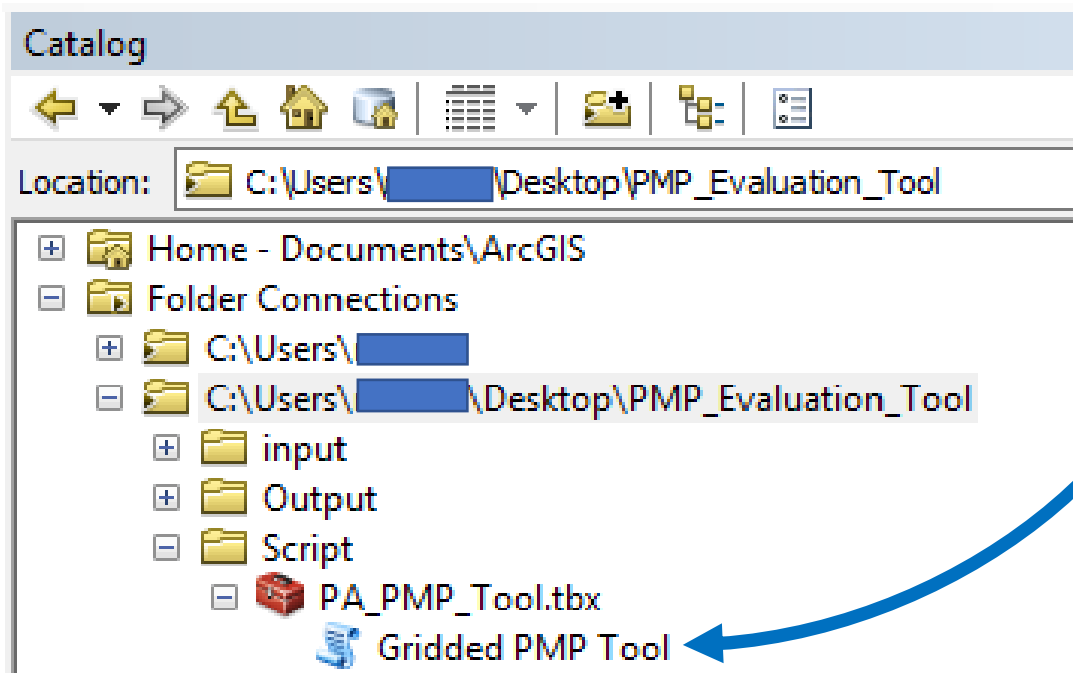 Catalog
Location: C:\Users\ \Desktop\PMP_Evaluation_Tool
Home - Documents\ArcGIS
Folder Connections
C:\Users\
C:\Users\ \Desktop\PMP_Evaluation_Tool
input
Output
Script
PA_PMP_Tool.tbx
Gridded PMP Tool